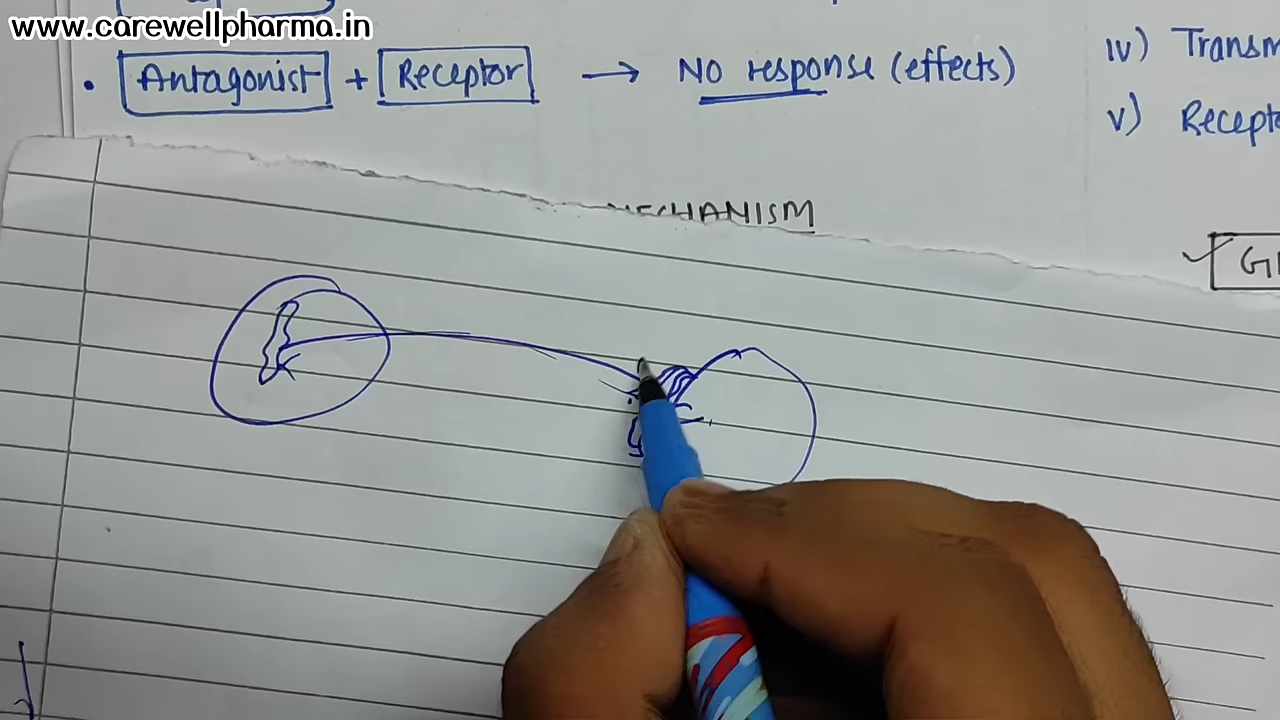 www.carewellpharma.in
• Antagonist + Receptor → NO response (effects)
iv) Transm
v) Recept
MECHANISM